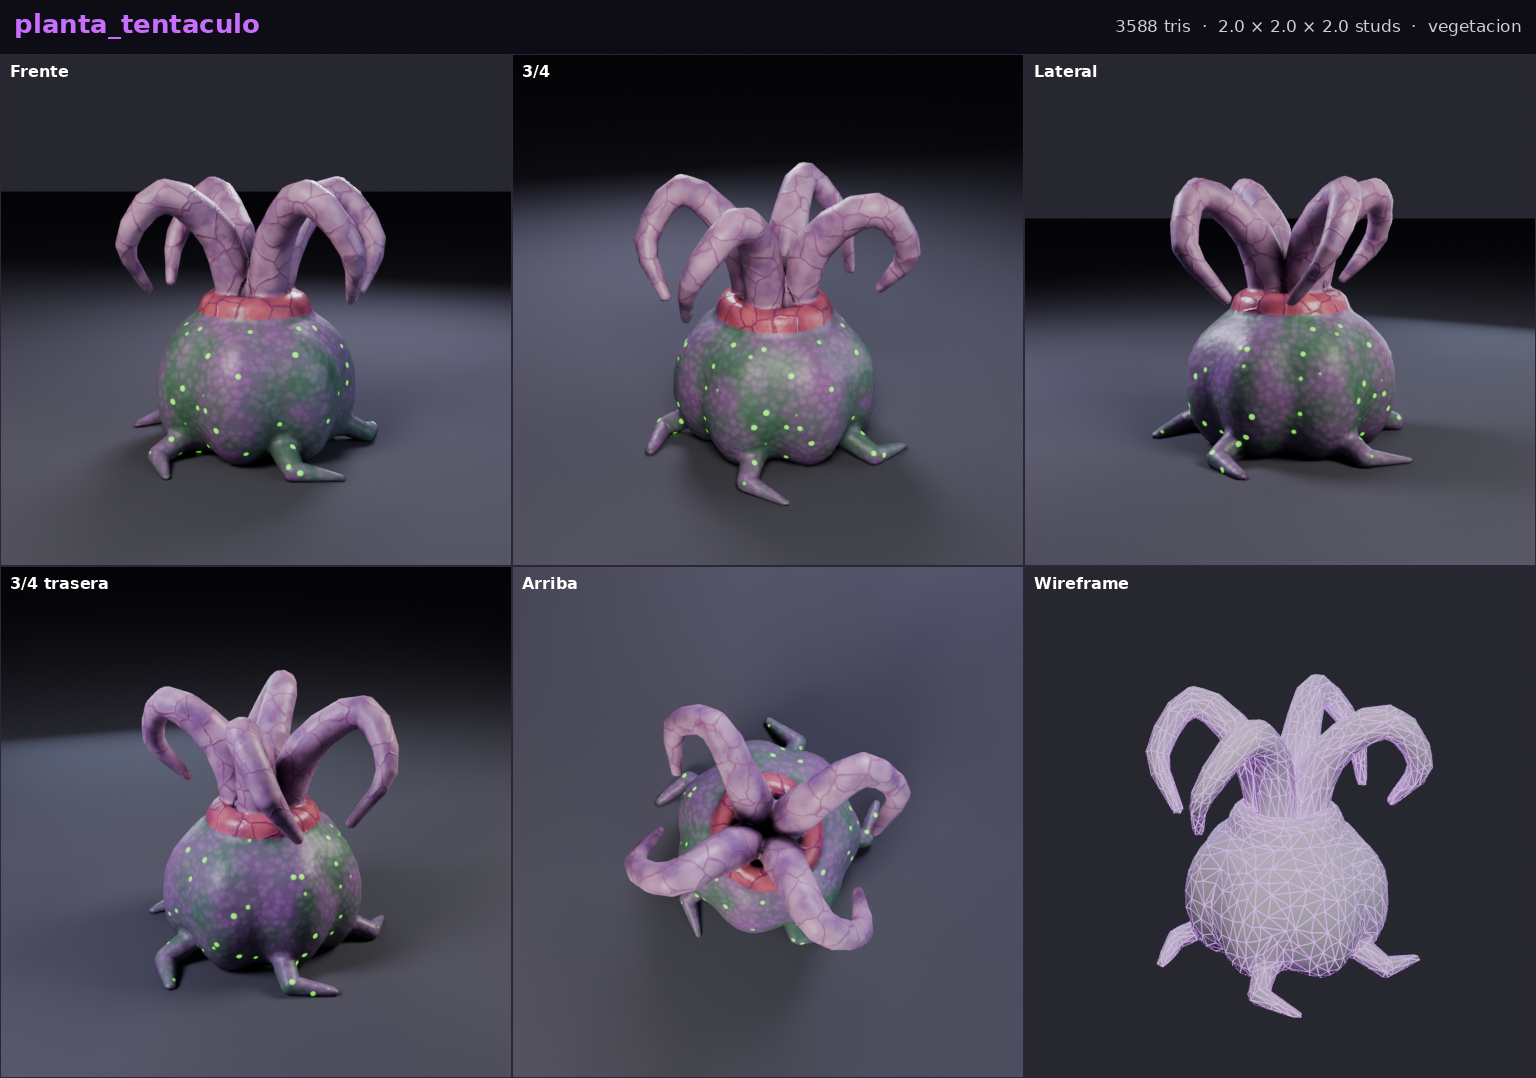 planta_tentaculo
3588 tris · 2.0 × 2.0 × 2.0 studs · vegetacion
Frente
3/4
Lateral
3/4 trasera
Arriba
Wireframe